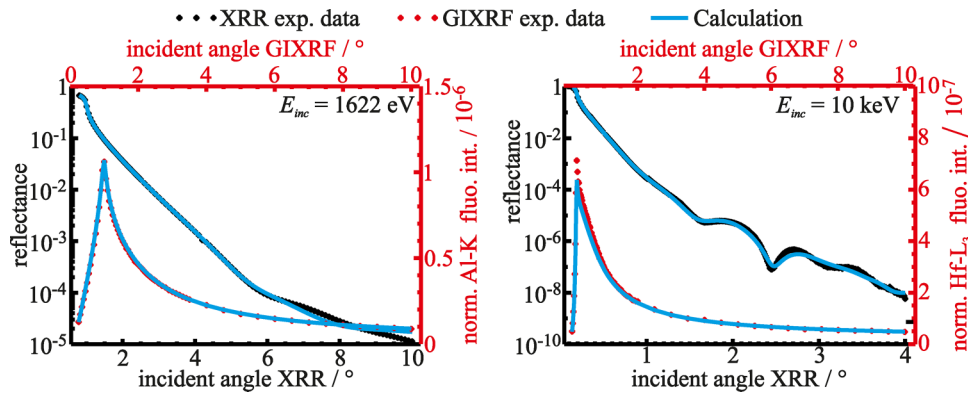 XRR exp. data GIXRF exp. data Calculation
incident angle GIXRF / °
0 2 4 6 8 10
E_inc = 1622 eV
1 10^-1 10^-2 10^-3 10^-4 10^-5
reflectance
1.5 1 0.5 0
norm. Al-K fluo. int. / 10^-6
2 4 6 8 10
incident angle XRR / °
incident angle GIXRF / °
2 4 6 8 10
E_inc = 10 keV
1 10^-2 10^-4 10^-6 10^-8 10^-10
reflectance
10^-7
8 6 4 2 0
norm. Hf-L_3 fluo. int. /
1 2 3 4
incident angle XRR / °